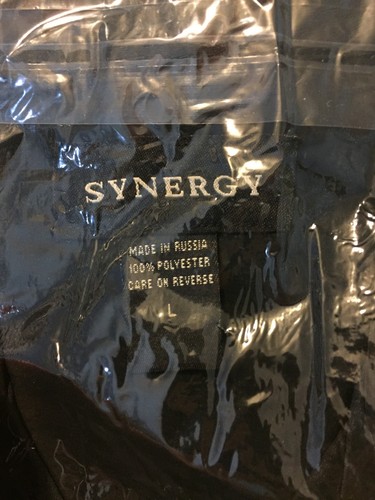 SYNERGY
MADE IN RUSSIA
100% POLYESTER
CARE ON REVERSE
L